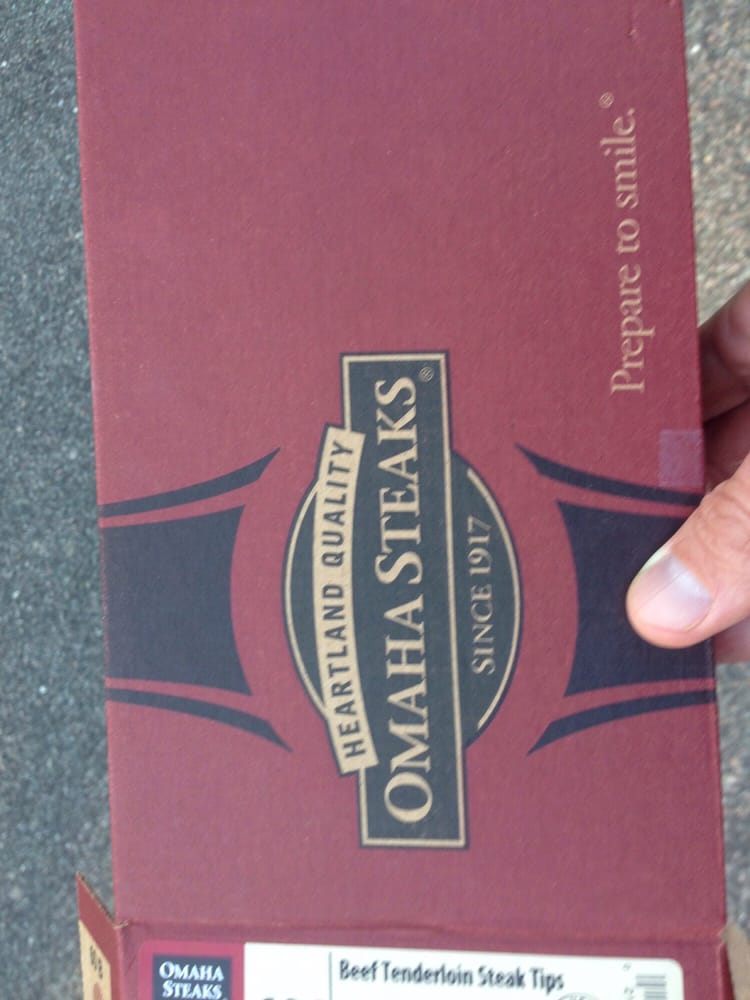 Prepare to smile.®
HEARTLAND QUALITY
OMAHA STEAKS®
SINCE 1917
OMAHA
STEAKS
Beef Tenderloin Steak Tips